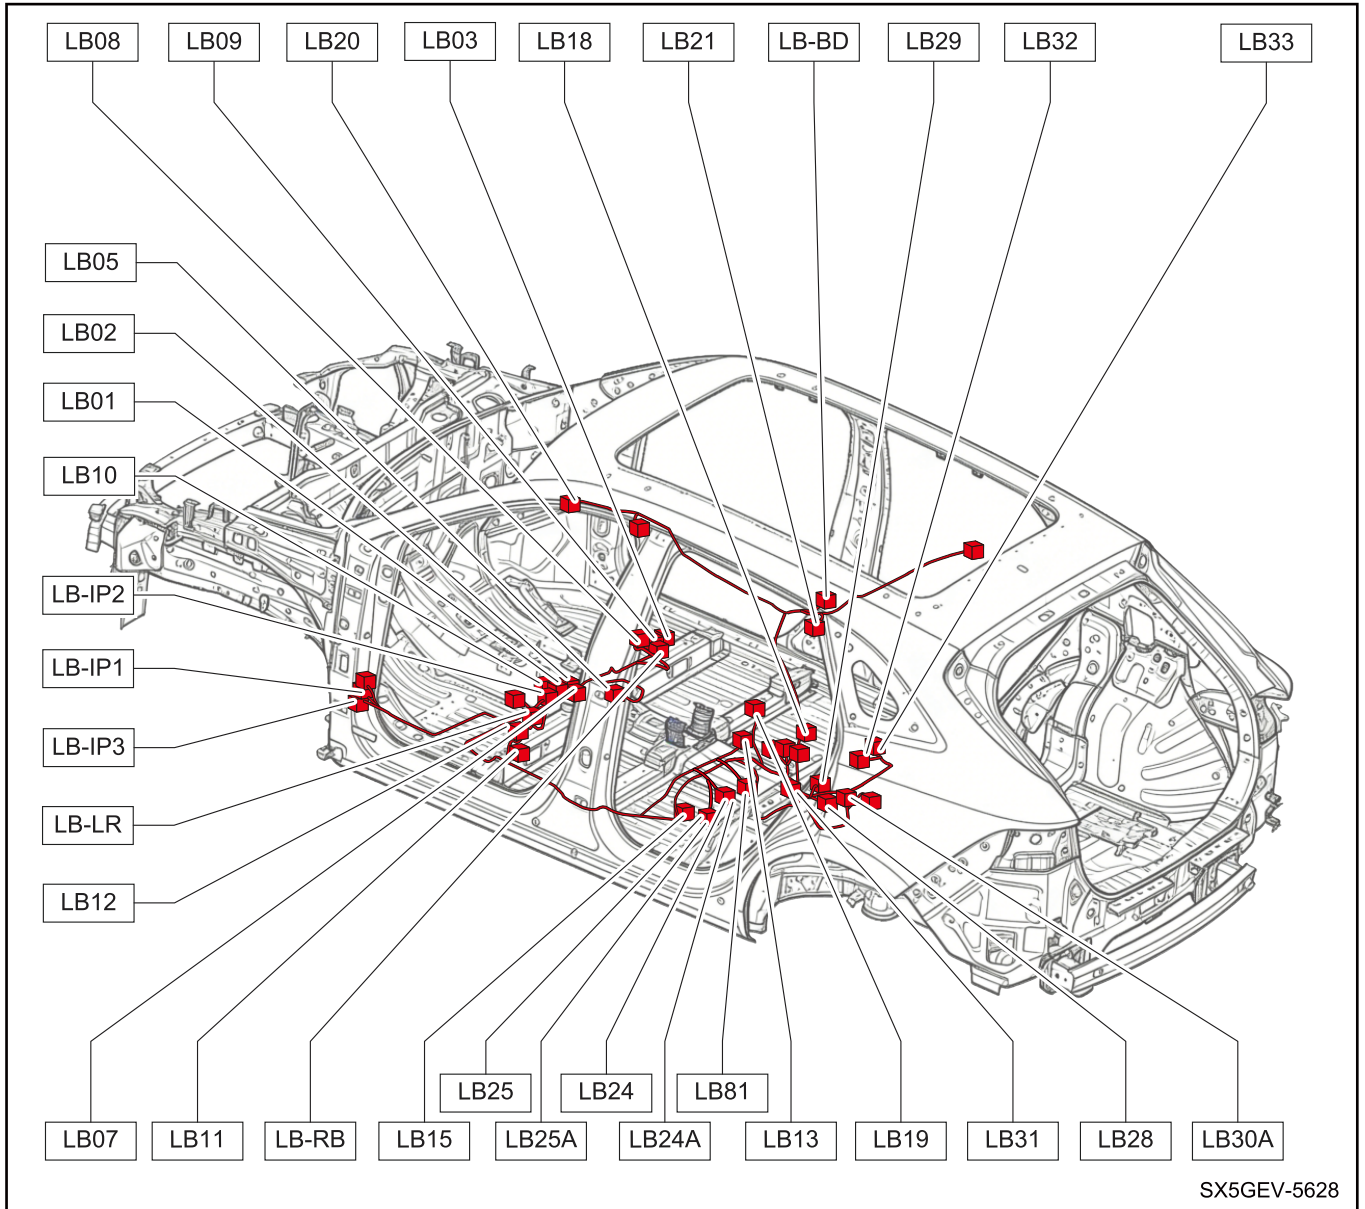 LB08 LB09 LB20 LB03 LB18 LB21 LB-BD LB29 LB32 LB33
LB05
LB02
LB01
LB10
LB-IP2
LB-IP1
LB-IP3
LB-LR
LB12
LB25 LB24 LB81
LB07 LB11 LB-RB LB15 LB25A LB24A LB13 LB19 LB31 LB28 LB30A
SX5GEV-5628